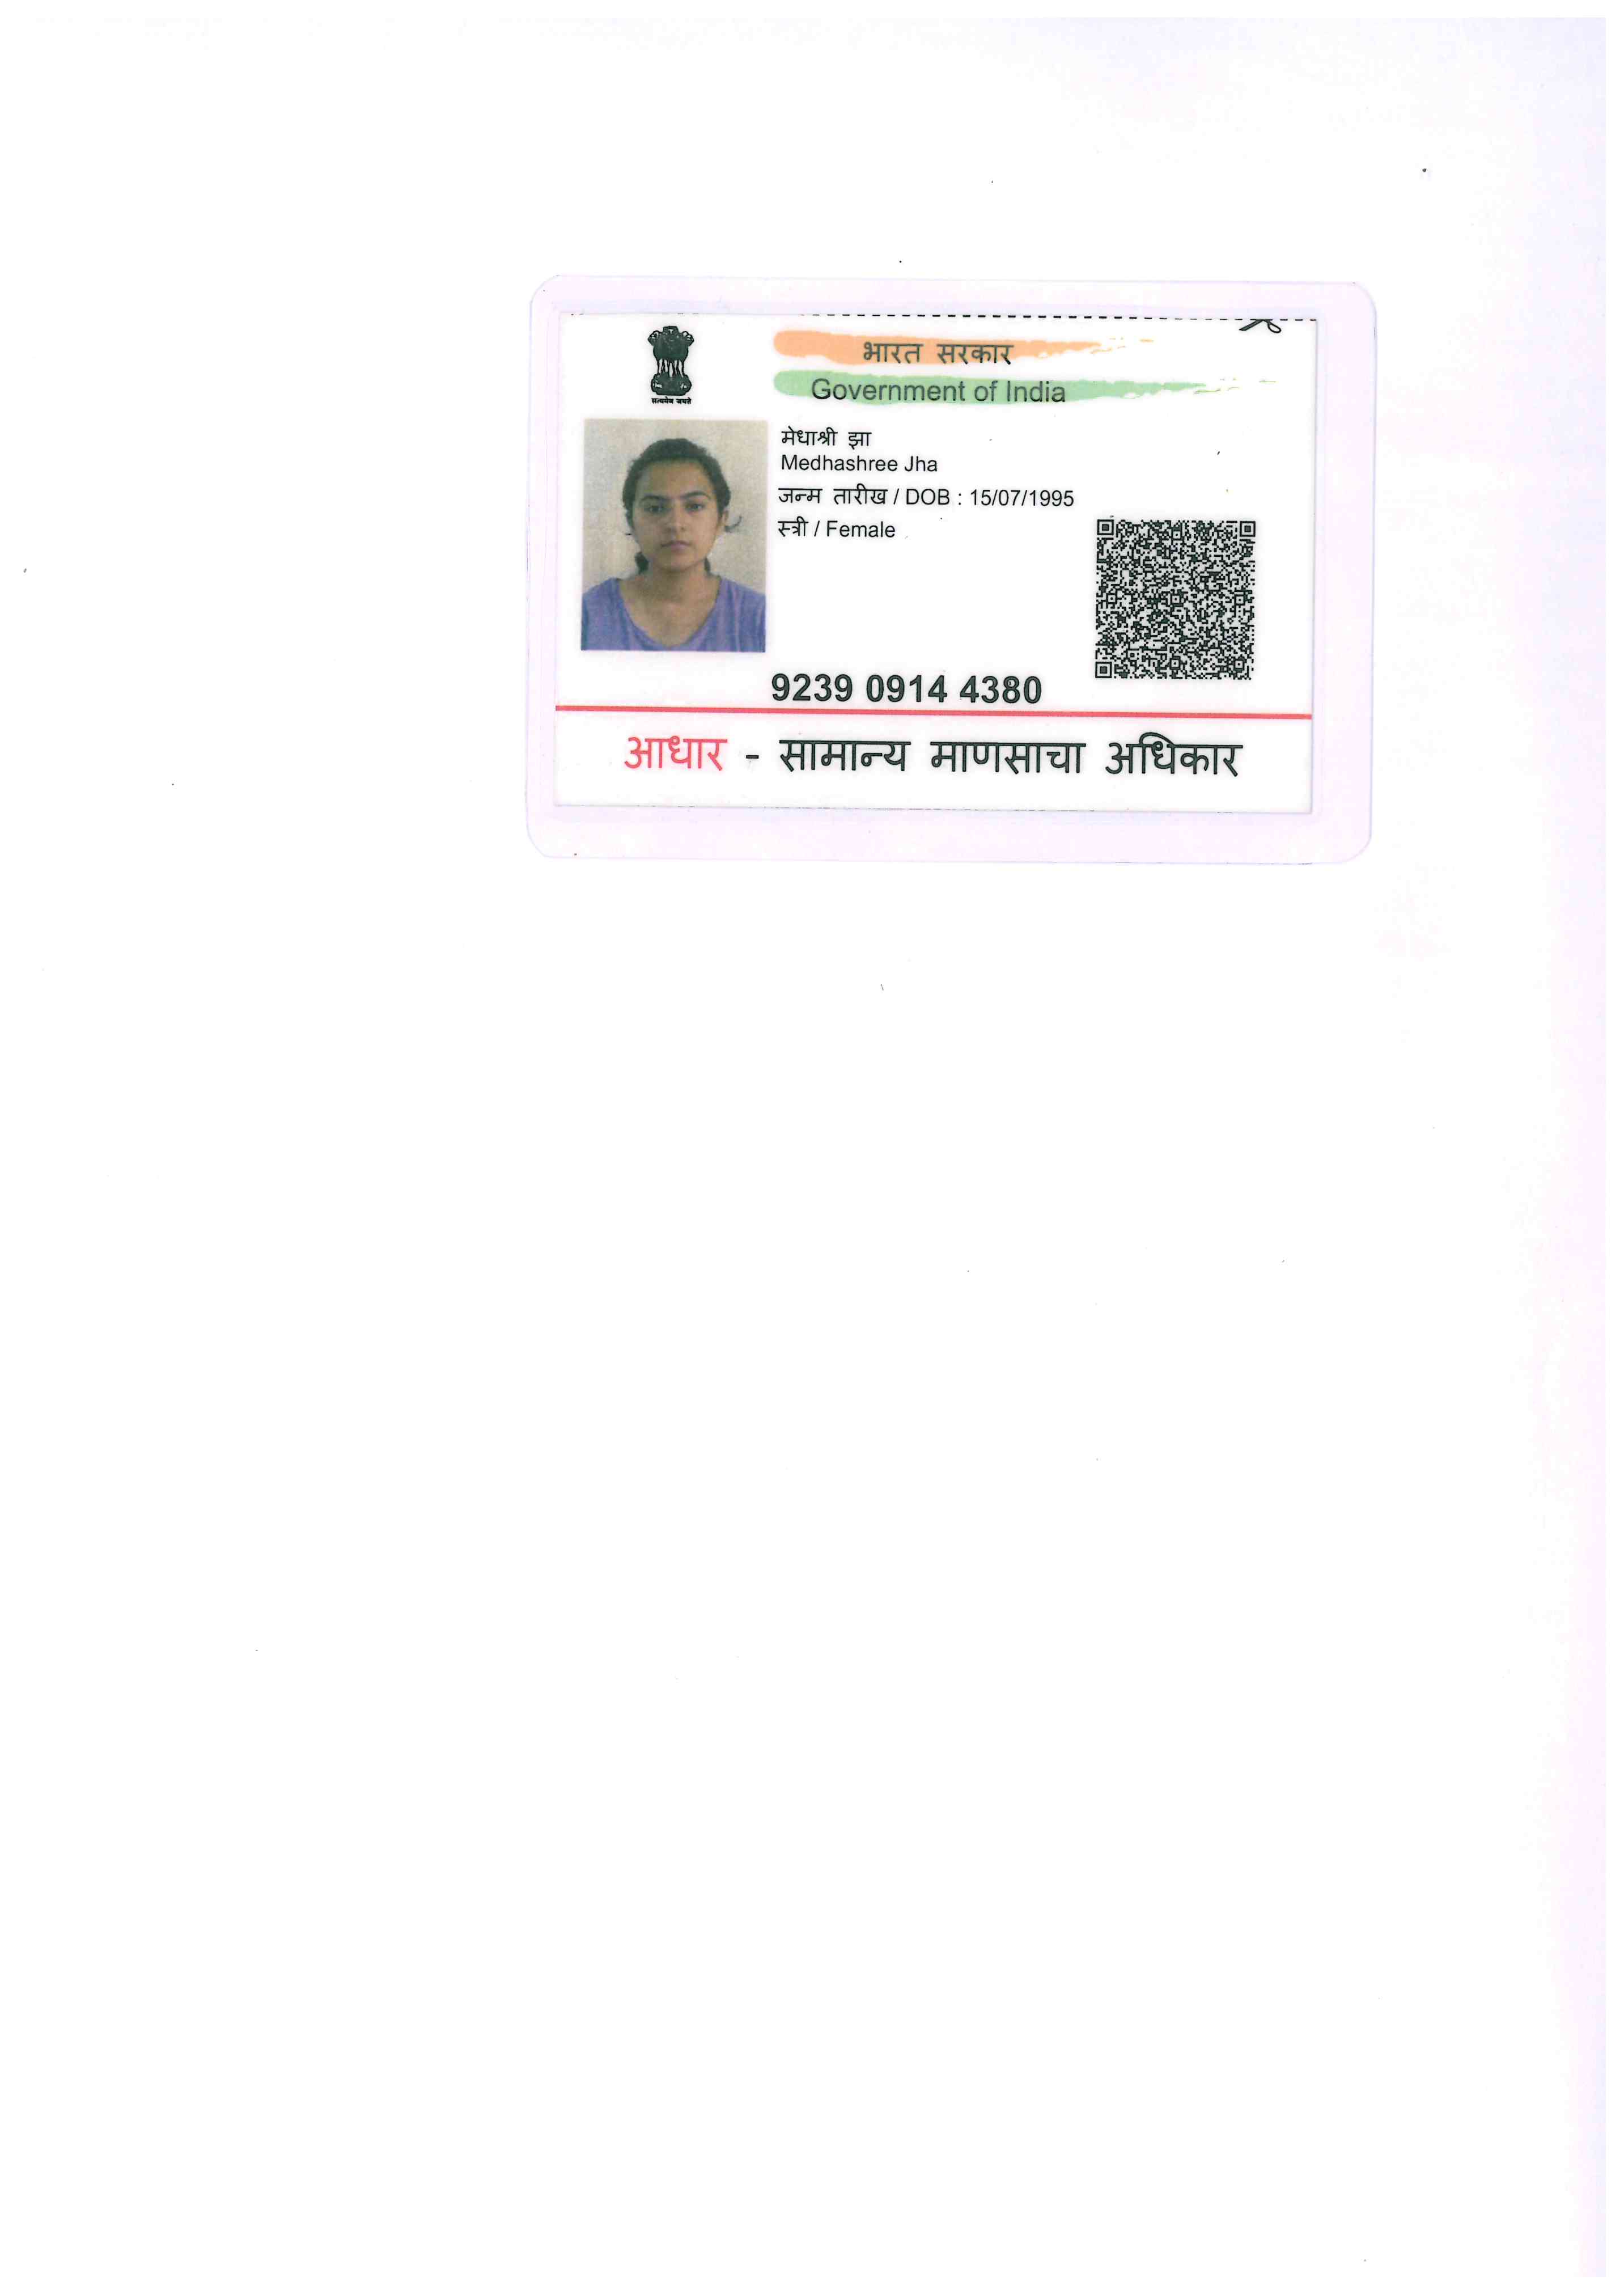 सत्यमेव जयते
भारत सरकार
Government of India
मेधाश्री झा
Medhashree Jha
जन्म तारीख / DOB : 15/07/1995
स्त्री / Female
9239 0914 4380
आधार - सामान्य माणसाचा अधिकार